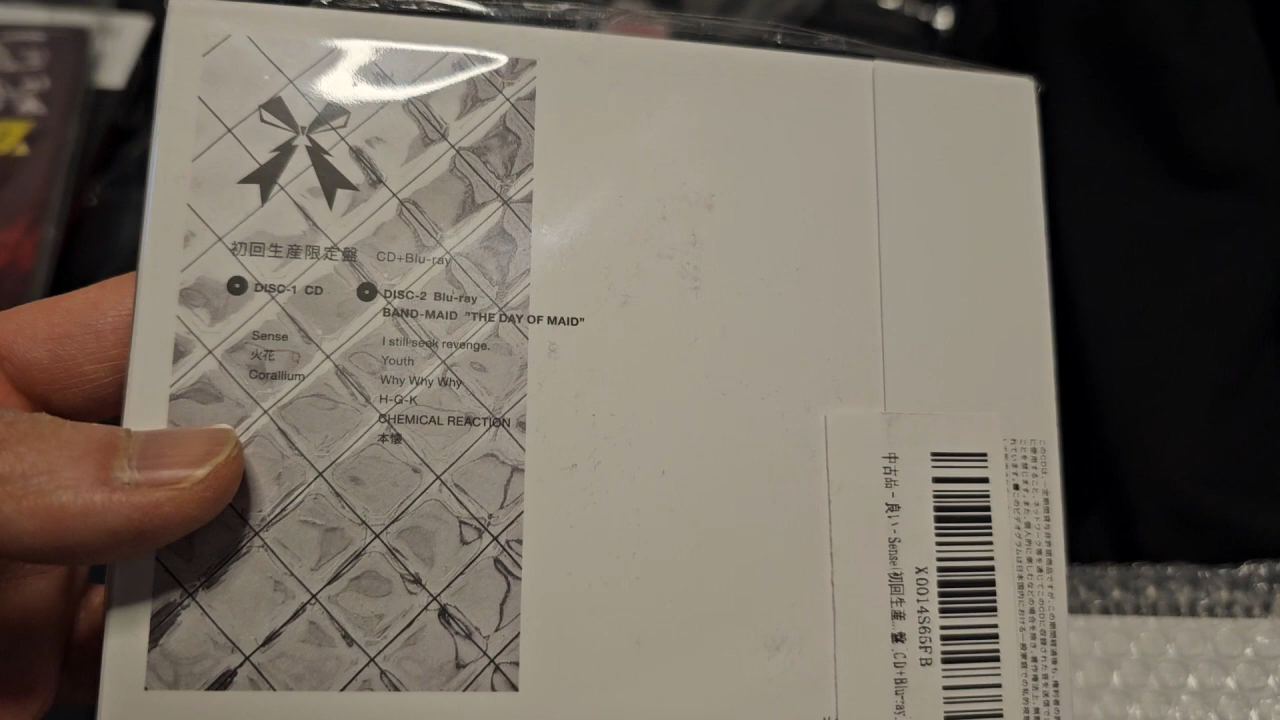 初回生産限定盤 CD+Blu-ray
DISC-1 CD
Sense
火花
Corallium
DISC-2 Blu-ray
BAND-MAID "THE DAY OF MAID"
I still seek revenge.
Youth
Why Why Why
H-G-K
CHEMICAL REACTION
本懐
X0014S65FB
中古品 - 良い - Sense(初回生産...盤 CD+Blu-ray)